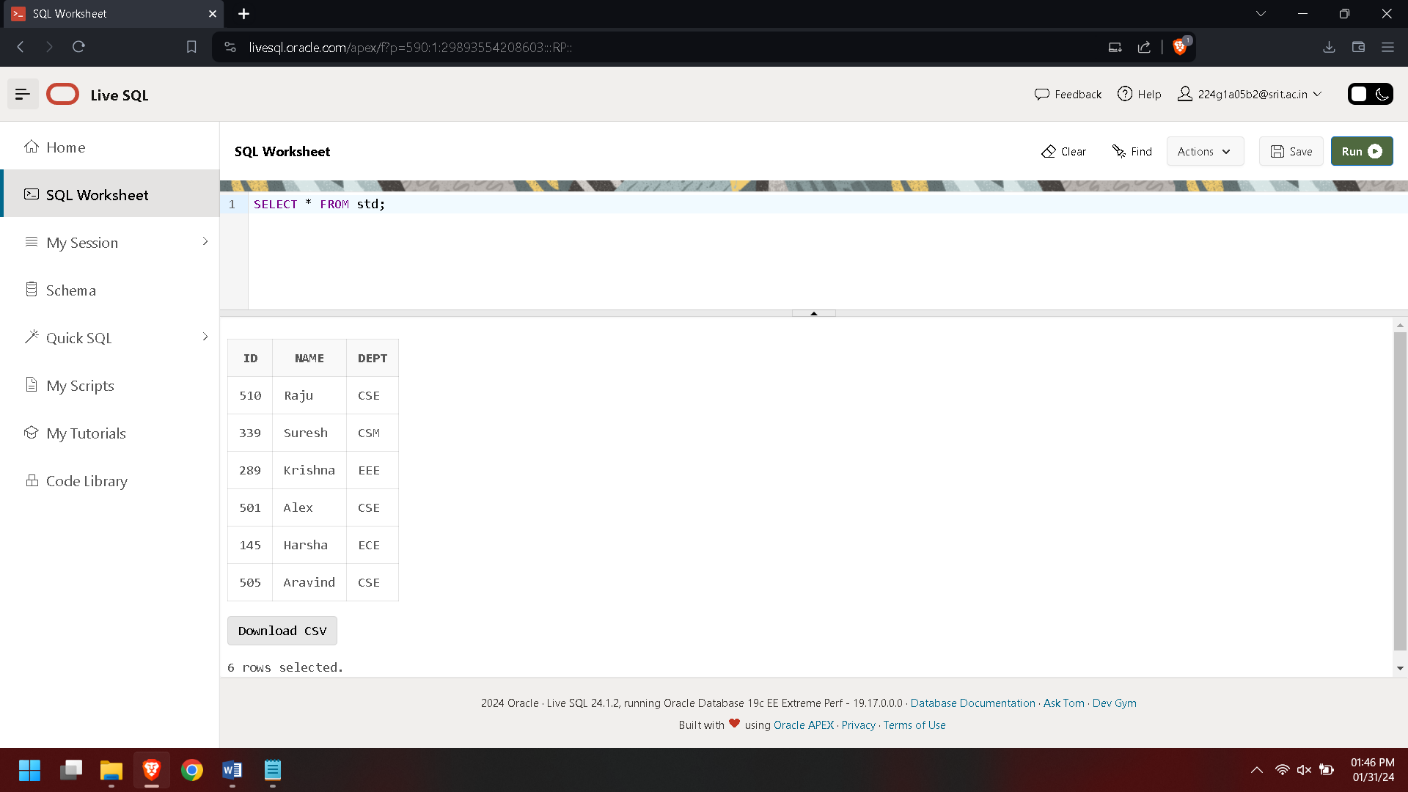 SQL Worksheet
livesql.oracle.com/apex/f?p=590:1:29893554208603:::RP::
1
Live SQL
Feedback
Help
224g1a05b2@srit.ac.in
Home
SQL Worksheet
My Session
Schema
Quick SQL
My Scripts
My Tutorials
Code Library
SQL Worksheet
Clear
Find
Actions
Save
Run
1 SELECT * FROM std;
ID NAME DEPT
510 Raju CSE
339 Suresh CSM
289 Krishna EEE
501 Alex CSE
145 Harsha ECE
505 Aravind CSE
Download CSV
6 rows selected.
2024 Oracle · Live SQL 24.1.2, running Oracle Database 19c EE Extreme Perf - 19.17.0.0.0 · Database Documentation · Ask Tom · Dev Gym
Built with ❤ using Oracle APEX · Privacy · Terms of Use
01:46 PM
01/31/24